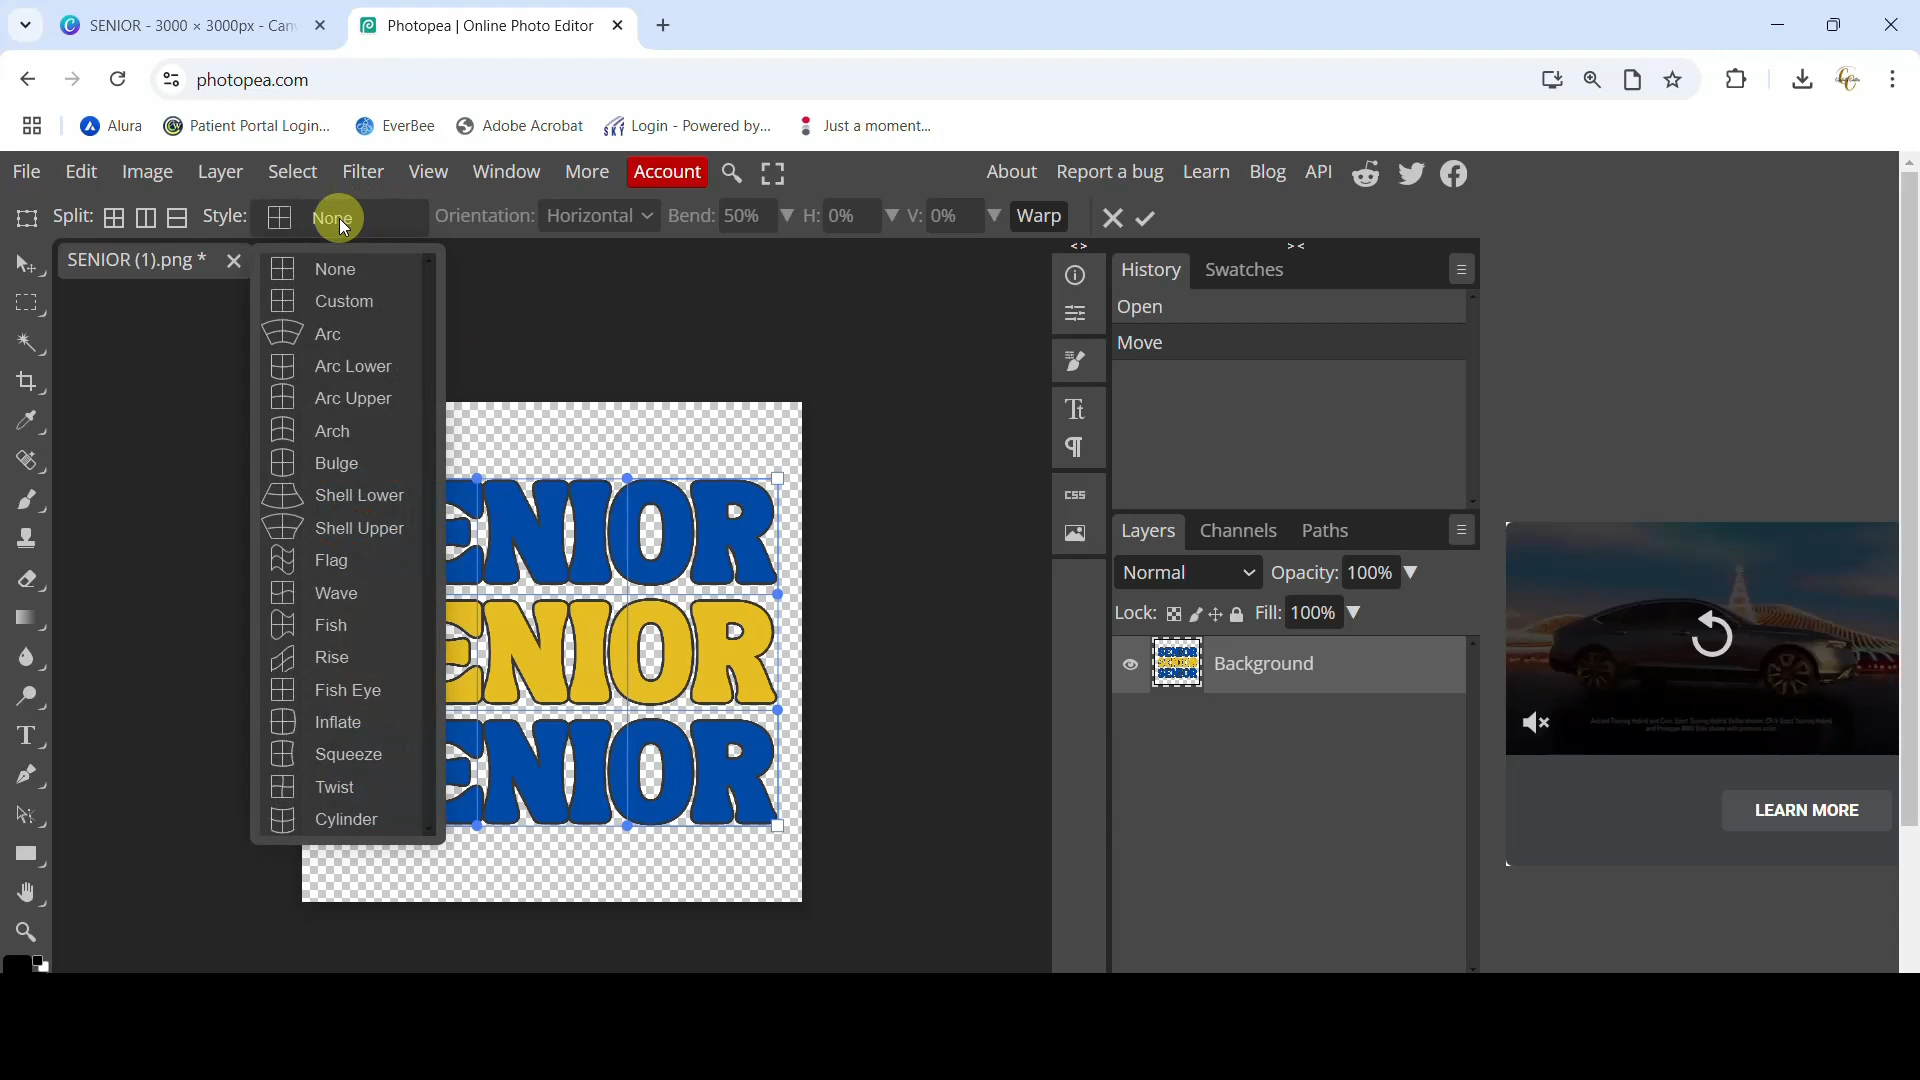 SENIOR - 3000 × 3000px - Can
Photopea | Online Photo Editor
photopea.com
Alura
Patient Portal Login...
EverBee
Adobe Acrobat
Login - Powered by...
Just a moment...
File Edit Image Layer Select Filter View Window More Account
About Report a bug Learn Blog API
Split: Style: None Orientation: Horizontal Bend: 50% H: 0% V: 0% Warp
SENIOR (1).png *
None
Custom
Arc
Arc Lower
Arc Upper
Arch
Bulge
Shell Lower
Shell Upper
Flag
Wave
Fish
Rise
Fish Eye
Inflate
Squeeze
Twist
Cylinder
ENIOR
ENIOR
ENIOR
< >
> <
CSS
History Swatches
Open
Move
Layers Channels Paths
Normal Opacity: 100%
Lock: Fill: 100%
SENIOR
SENIOR
SENIOR
Background
LEARN MORE